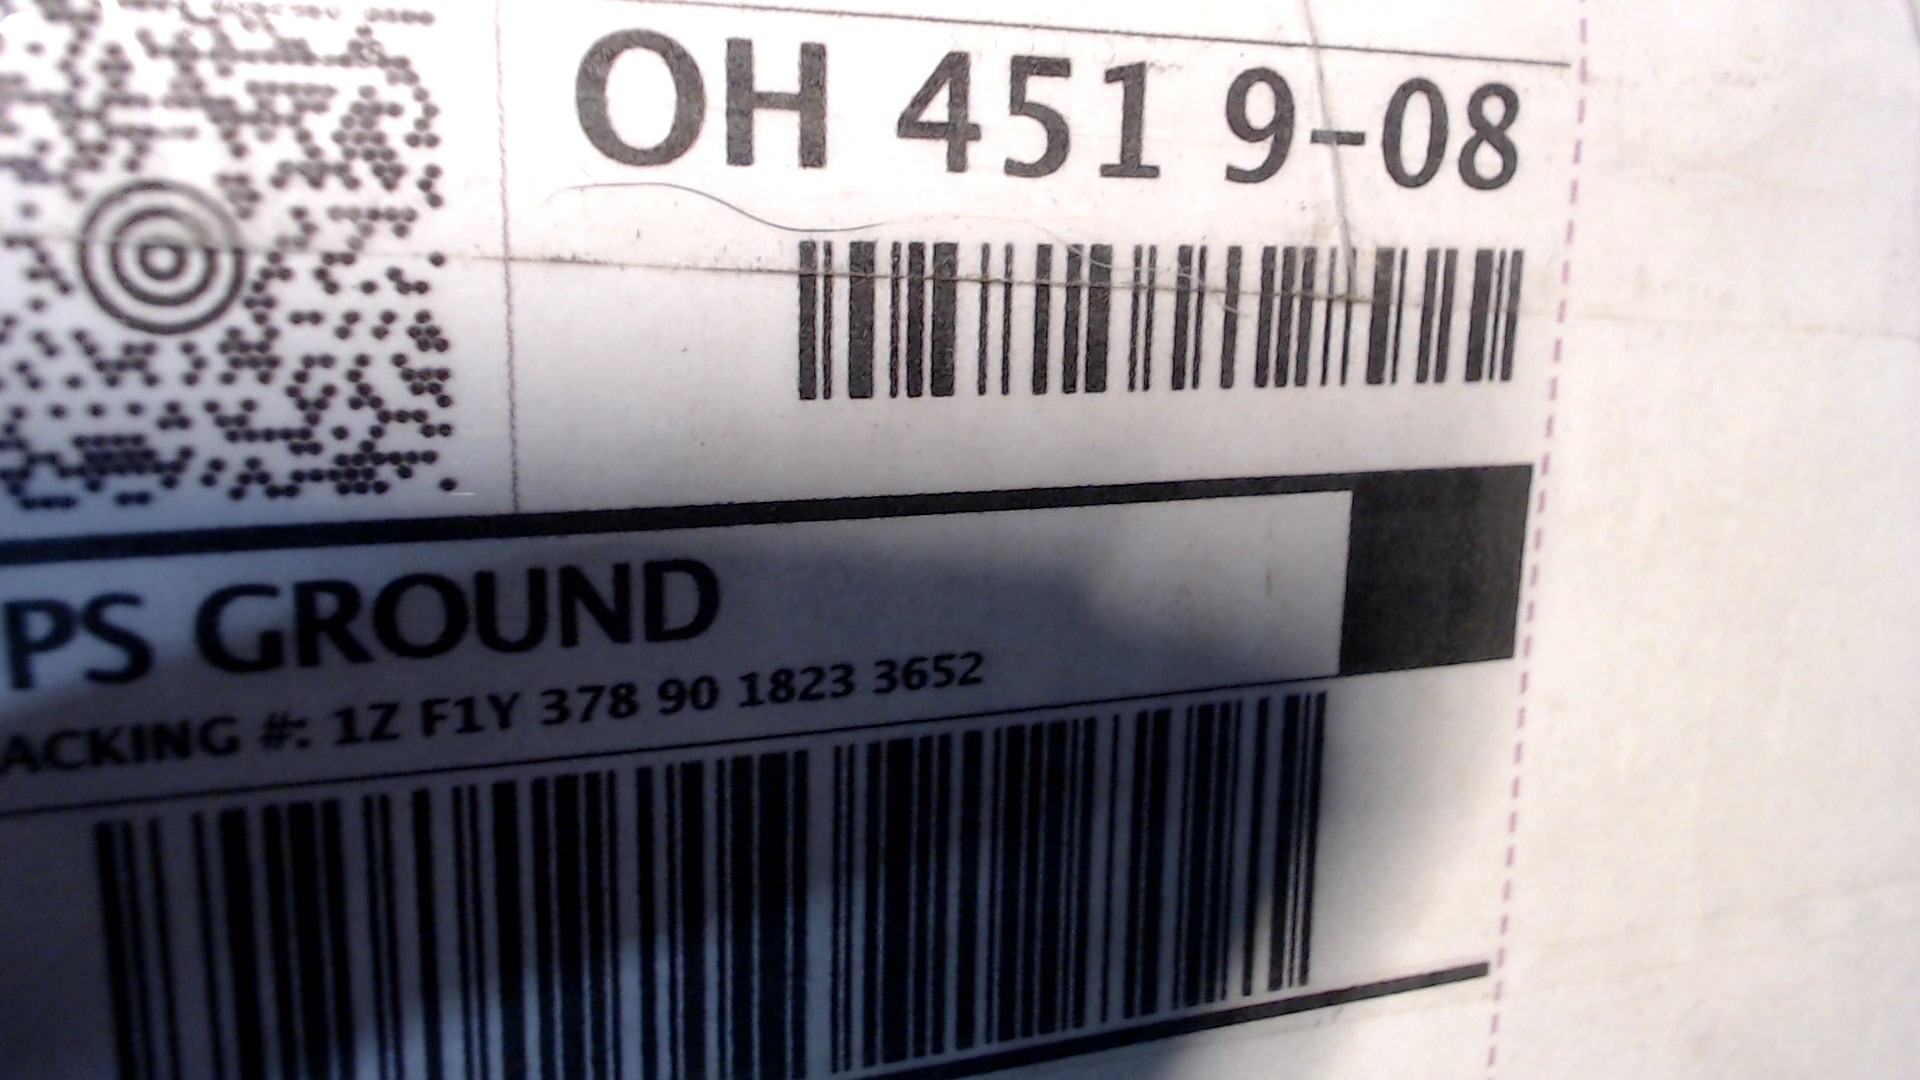 OH 451 9-08
PS GROUND
ACKING #: 1Z F1Y 378 90 1823 3652